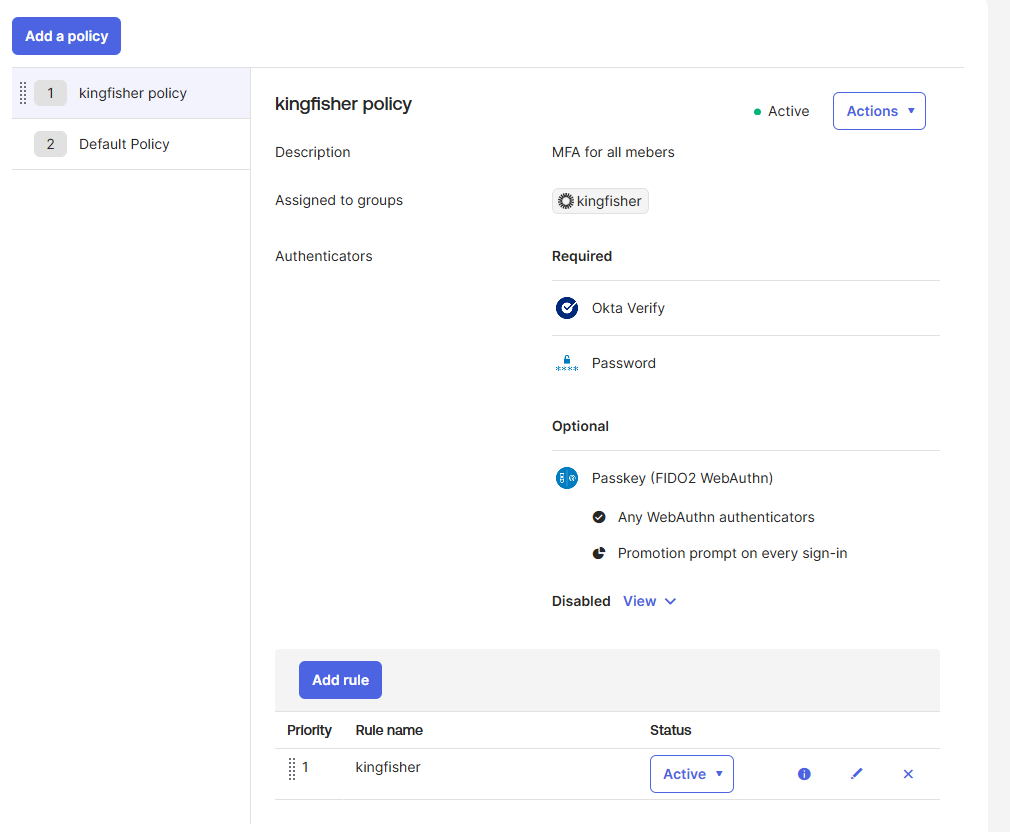 Add a policy
1 kingfisher policy
2 Default Policy
kingfisher policy
Active
Actions
Description MFA for all mebers
Assigned to groups kingfisher
Authenticators Required
Okta Verify
Password
Optional
Passkey (FIDO2 WebAuthn)
Any WebAuthn authenticators
Promotion prompt on every sign-in
Disabled View
Add rule
Priority Rule name Status
1 kingfisher Active